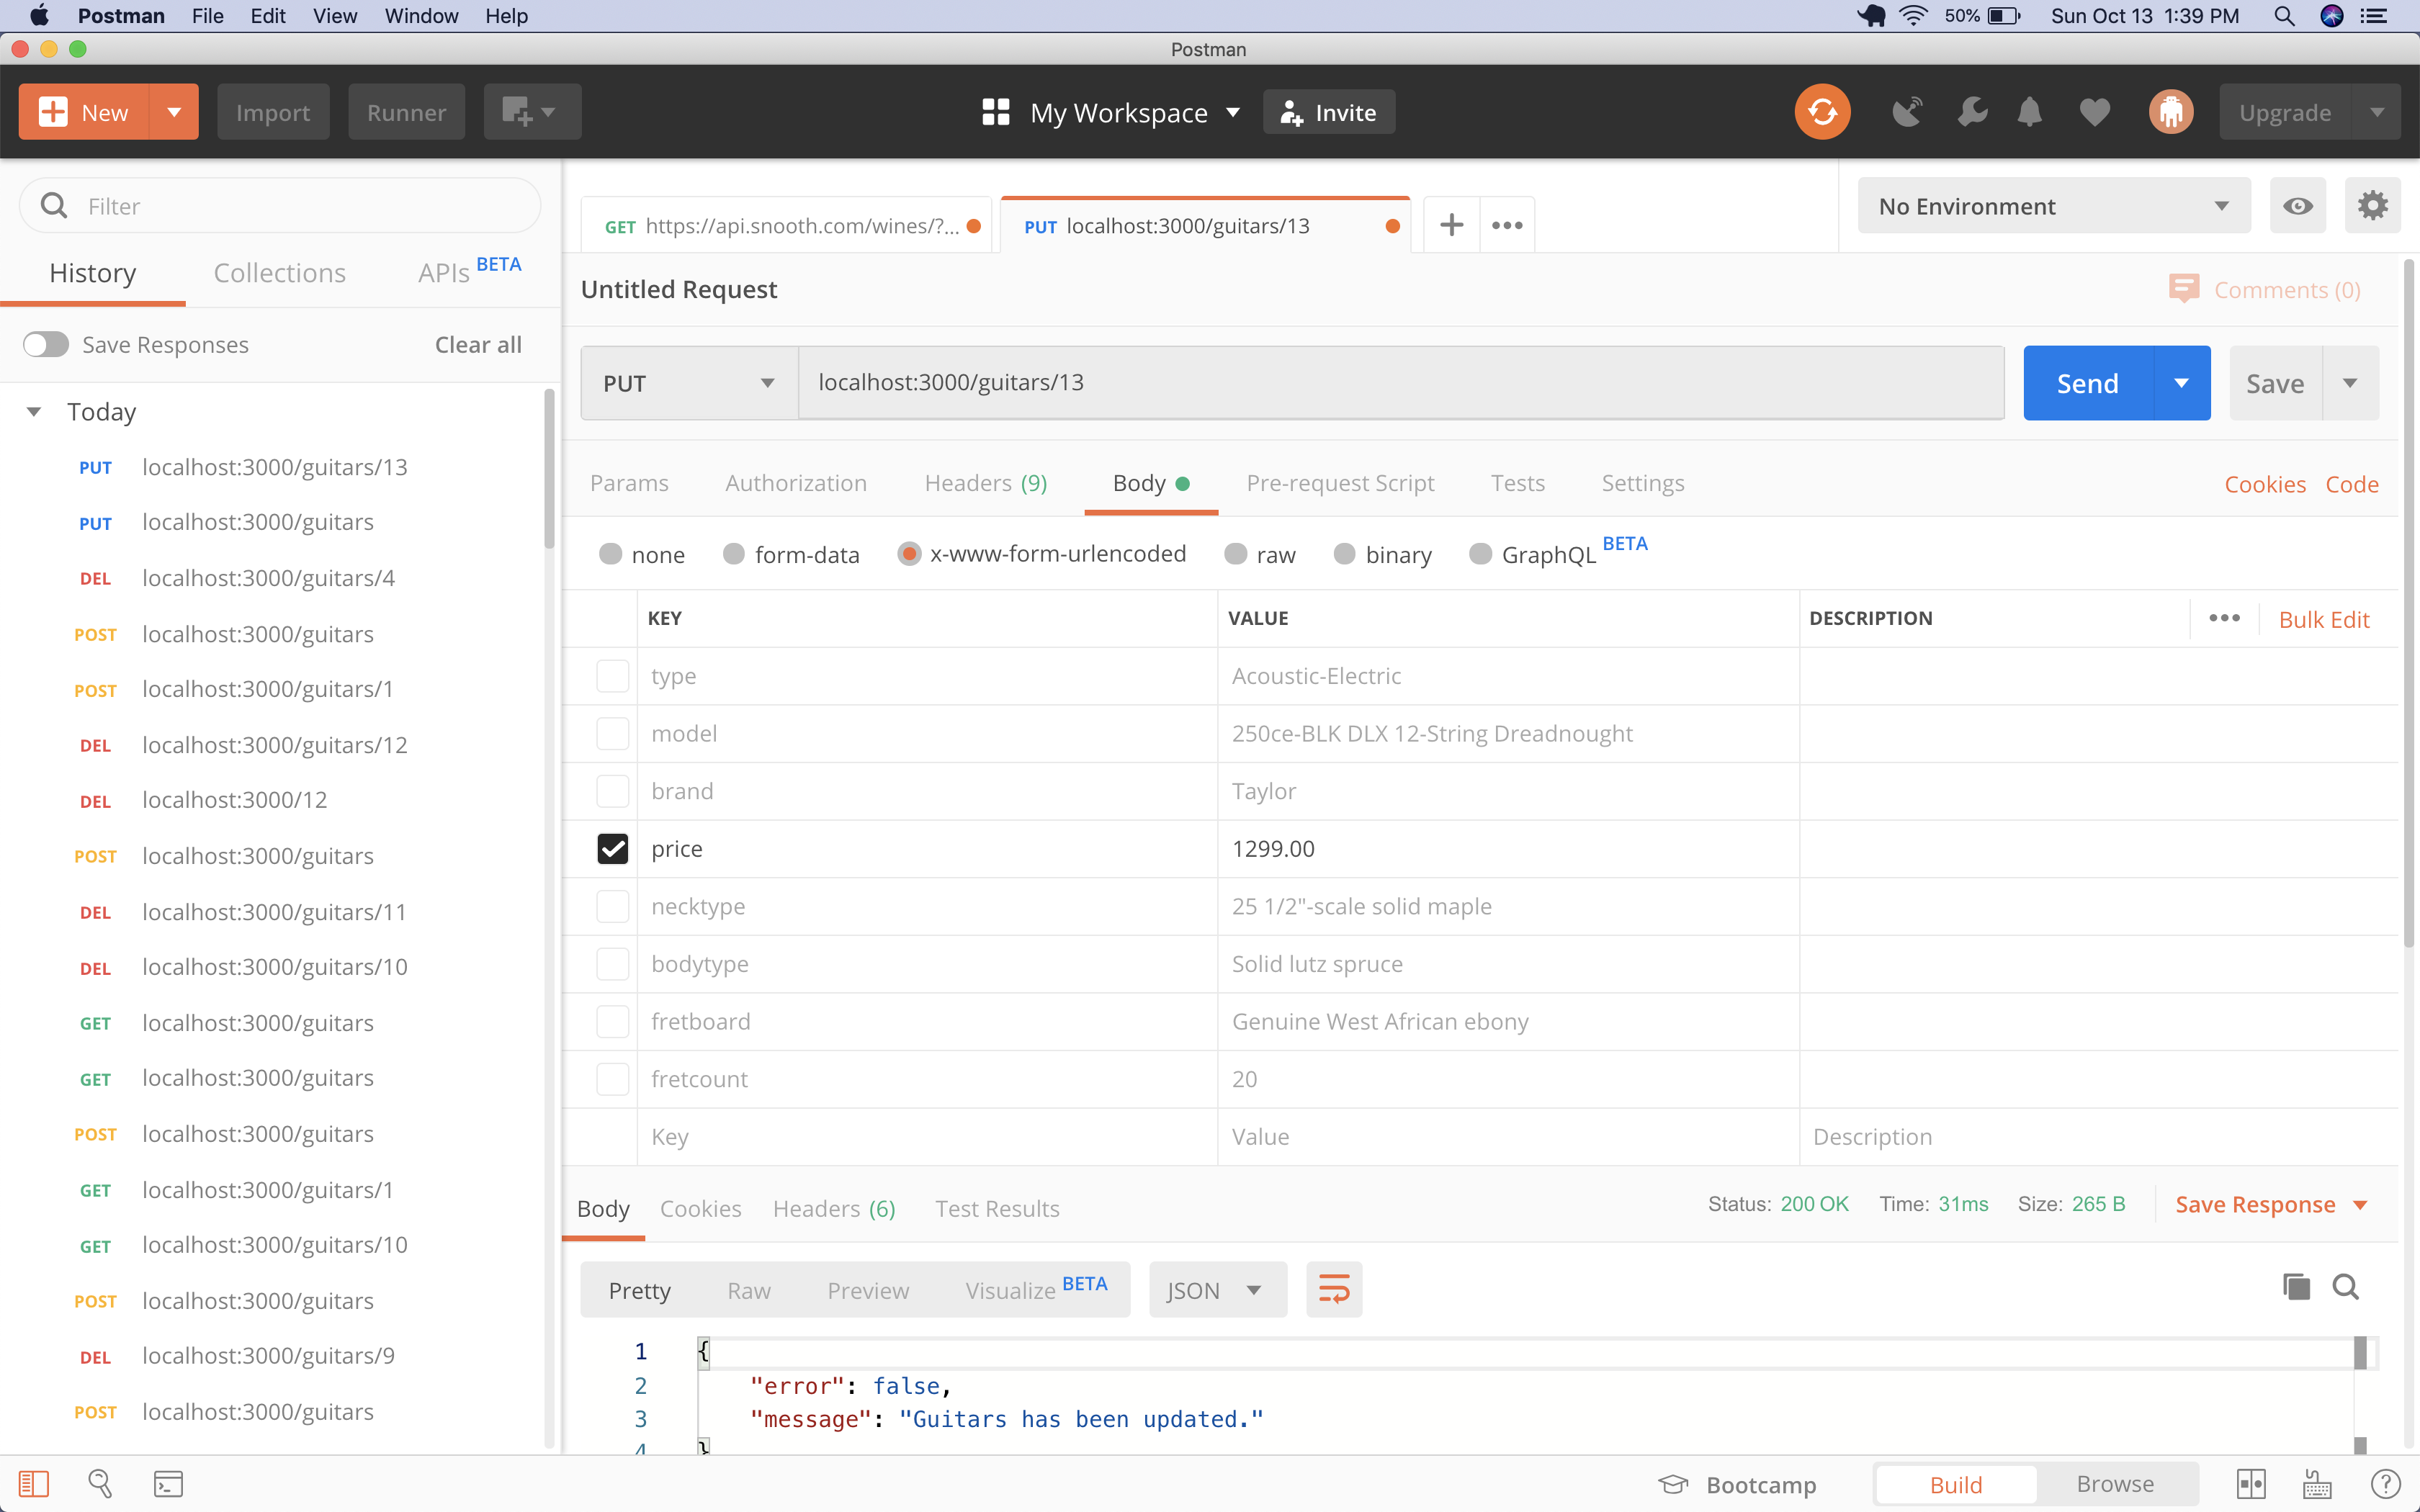 Postman File Edit View Window Help 50% Sun Oct 13 1:39 PM
Postman
New Import Runner My Workspace Invite Upgrade
Filter
GET https://api.snooth.com/wines/?... PUT localhost:3000/guitars/13 No Environment
History Collections APIs BETA
Untitled Request Comments (0)
Save Responses Clear all
PUT localhost:3000/guitars/13 Send Save
Today
PUT localhost:3000/guitars/13
PUT localhost:3000/guitars
DEL localhost:3000/guitars/4
POST localhost:3000/guitars
POST localhost:3000/guitars/1
DEL localhost:3000/guitars/12
DEL localhost:3000/12
POST localhost:3000/guitars
DEL localhost:3000/guitars/11
DEL localhost:3000/guitars/10
GET localhost:3000/guitars
GET localhost:3000/guitars
POST localhost:3000/guitars
GET localhost:3000/guitars/1
GET localhost:3000/guitars/10
POST localhost:3000/guitars
DEL localhost:3000/guitars/9
POST localhost:3000/guitars
Params Authorization Headers (9) Body Pre-request Script Tests Settings Cookies Code
none form-data x-www-form-urlencoded raw binary GraphQL BETA
KEY VALUE DESCRIPTION Bulk Edit
type Acoustic-Electric
model 250ce-BLK DLX 12-String Dreadnought
brand Taylor
price 1299.00
necktype 25 1/2"-scale solid maple
bodytype Solid lutz spruce
fretboard Genuine West African ebony
fretcount 20
Key Value Description
Body Cookies Headers (6) Test Results Status: 200 OK Time: 31ms Size: 265 B Save Response
Pretty Raw Preview Visualize BETA JSON
1 {
2 "error": false,
3 "message": "Guitars has been updated."
4 }
Bootcamp Build Browse